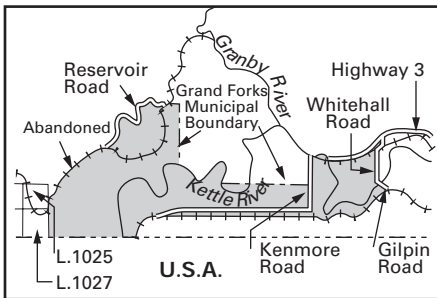 Reservoir
Road
Granby River
Highway 3
Grand Forks
Municipal
Boundary
Whitehall
Road
Abandoned
Kettle River
L.1025
L.1027
U.S.A.
Kenmore
Road
Gilpin
Road